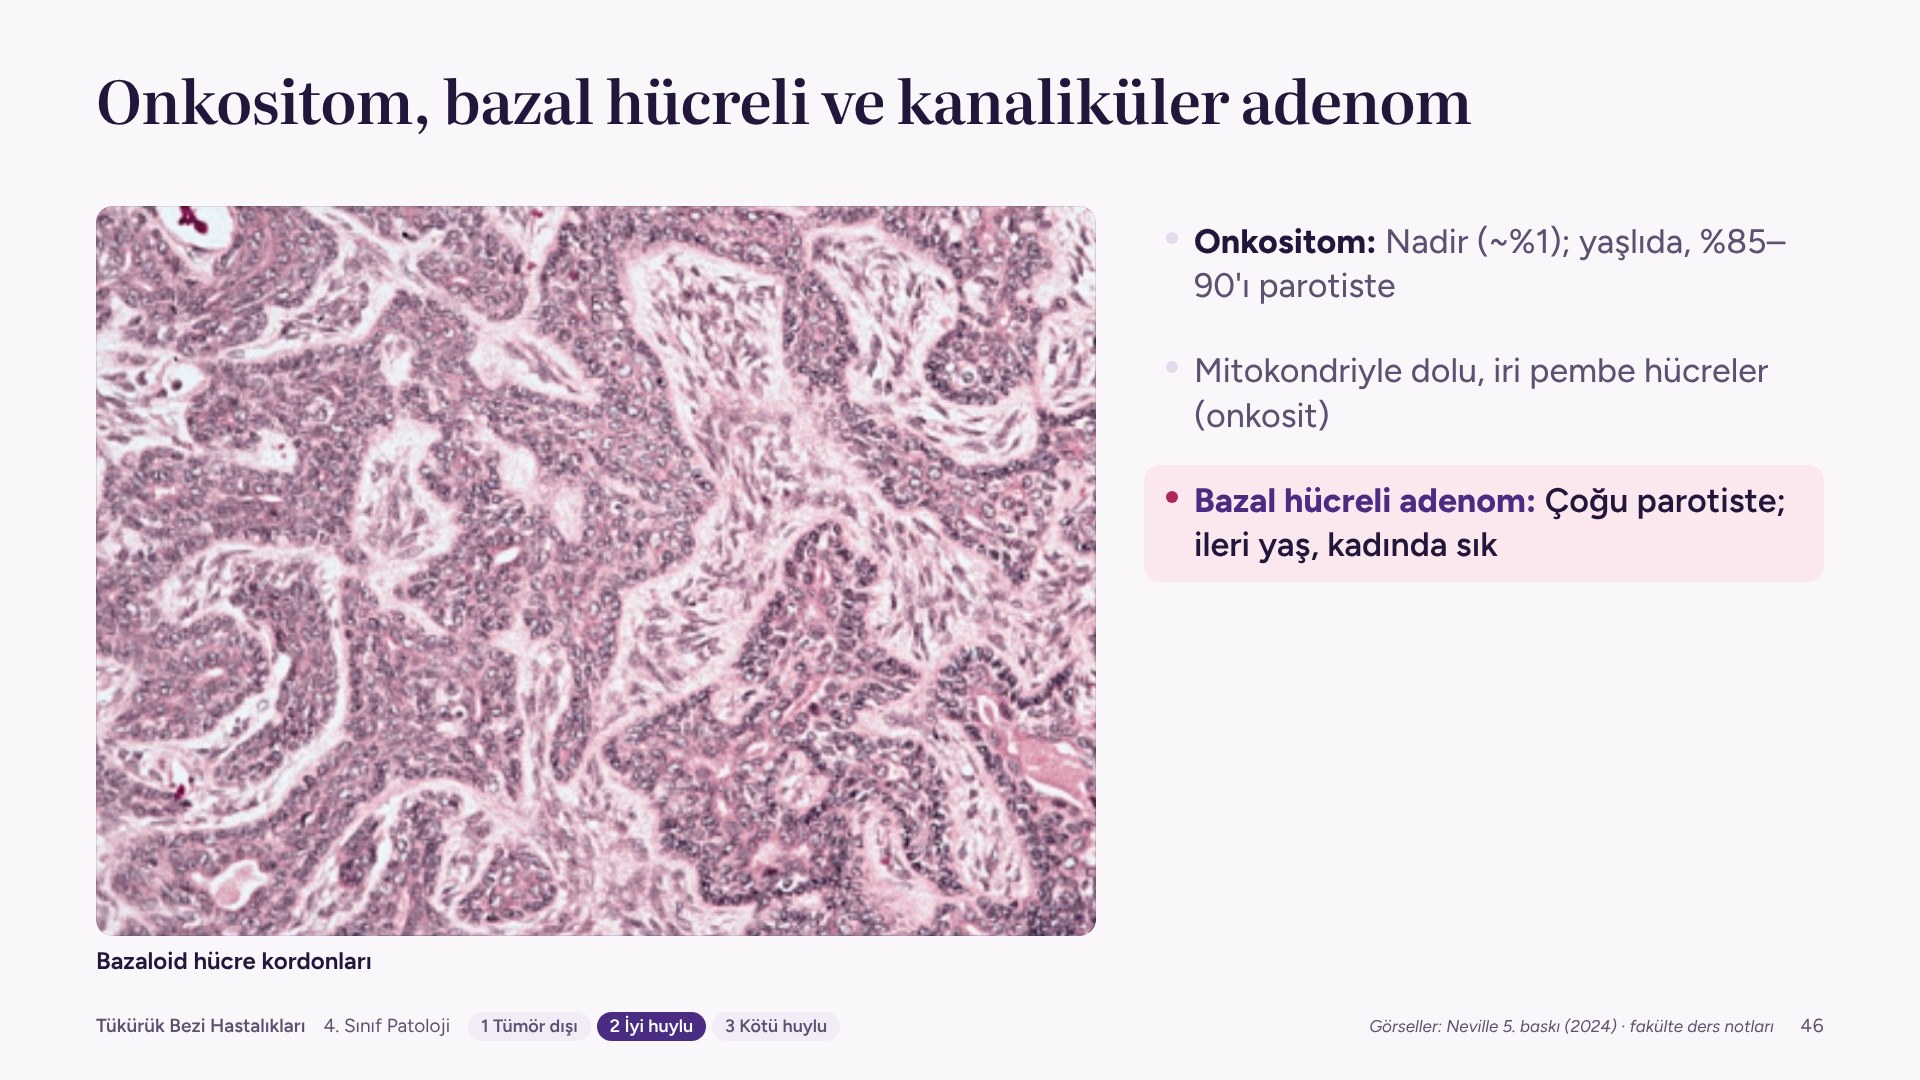 Onkositom, bazal hücreli ve kanaliküler adenom
Onkositom: Nadir (~%1); yaşlıda, %85–
90'ı parotiste
Mitokondriyle dolu, iri pembe hücreler
(onkosit)
Bazal hücreli adenom: Çoğu parotiste;
ileri yaş, kadında sık
Bazaloid hücre kordonları
Tükürük Bezi Hastalıkları 4. Sınıf Patoloji 1 Tümör dışı 2 İyi huylu 3 Kötü huylu
Görseller: Neville 5. baskı (2024) · fakülte ders notları 46